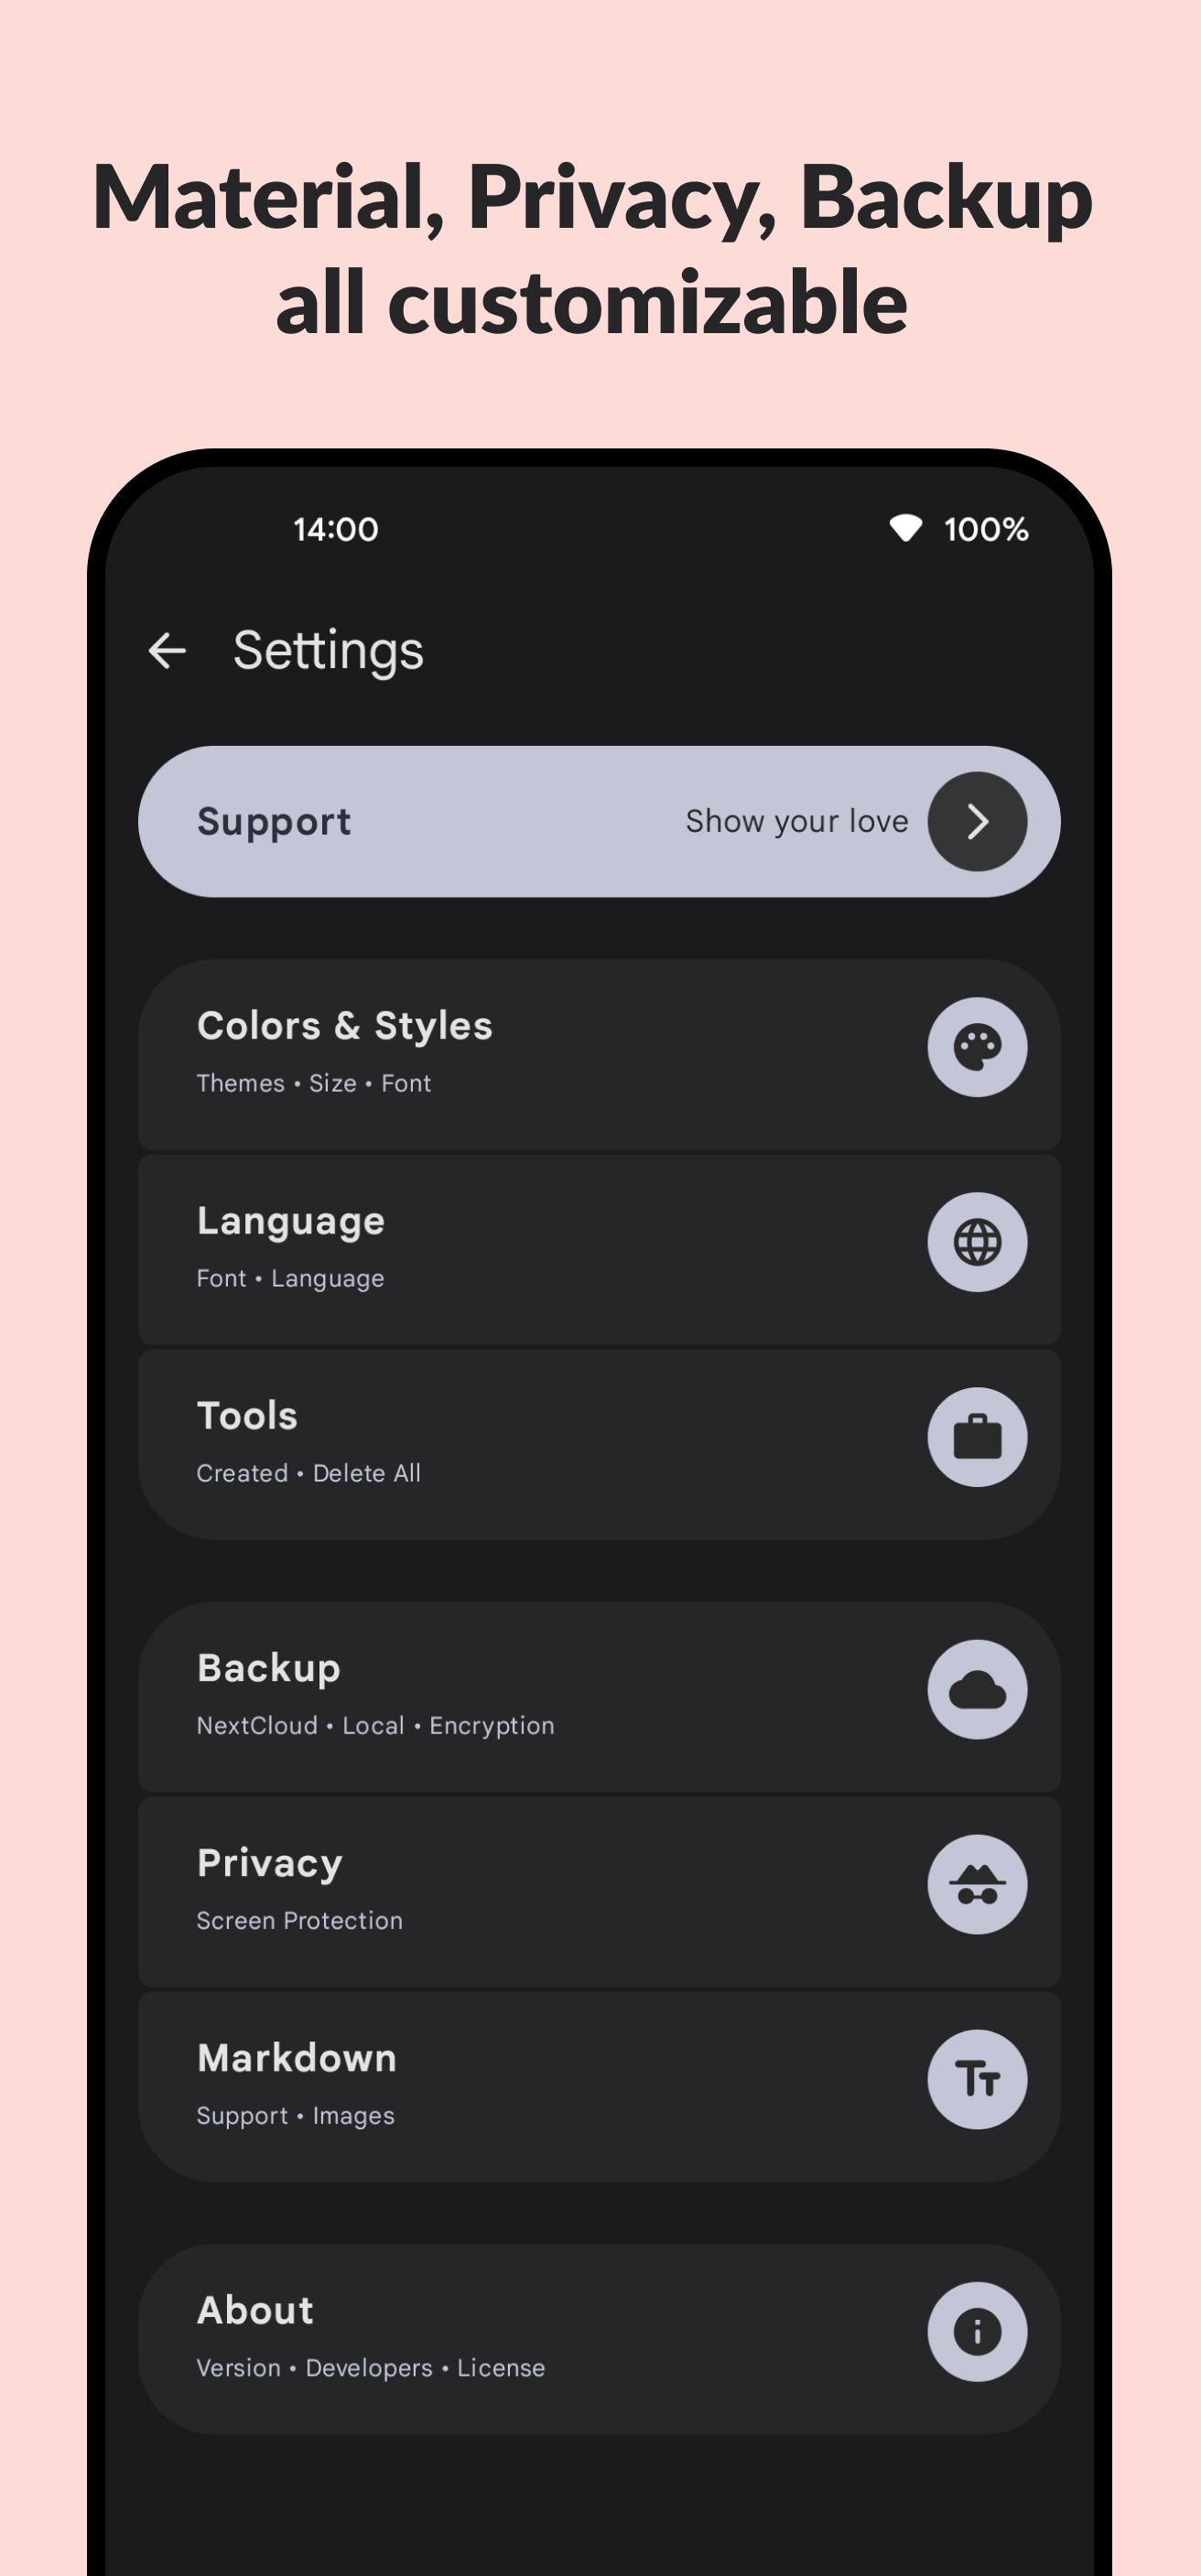 Material, Privacy, Backup
all customizable
14:00 100%
Settings
Support Show your love
Colors & Styles
Themes • Size • Font
Language
Font • Language
Tools
Created • Delete All
Backup
NextCloud • Local • Encryption
Privacy
Screen Protection
Markdown
Support • Images
Tт
About
Version • Developers • License